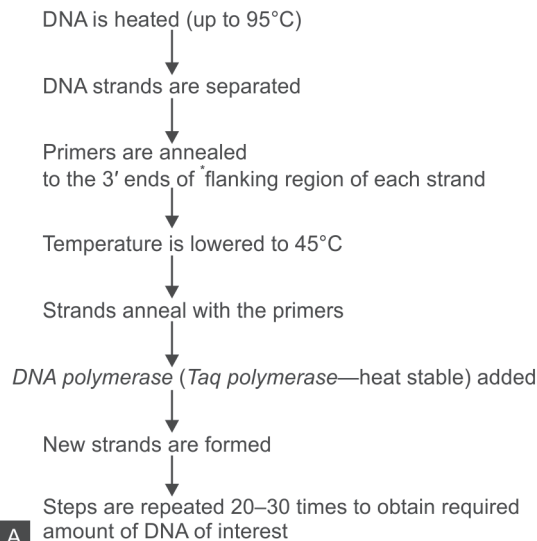 DNA is heated (up to 95°C)
DNA strands are separated
Primers are annealed
to the 3′ ends of *flanking region of each strand
Temperature is lowered to 45°C
Strands anneal with the primers
DNA polymerase (Taq polymerase—heat stable) added
New strands are formed
Steps are repeated 20–30 times to obtain required
amount of DNA of interest
A